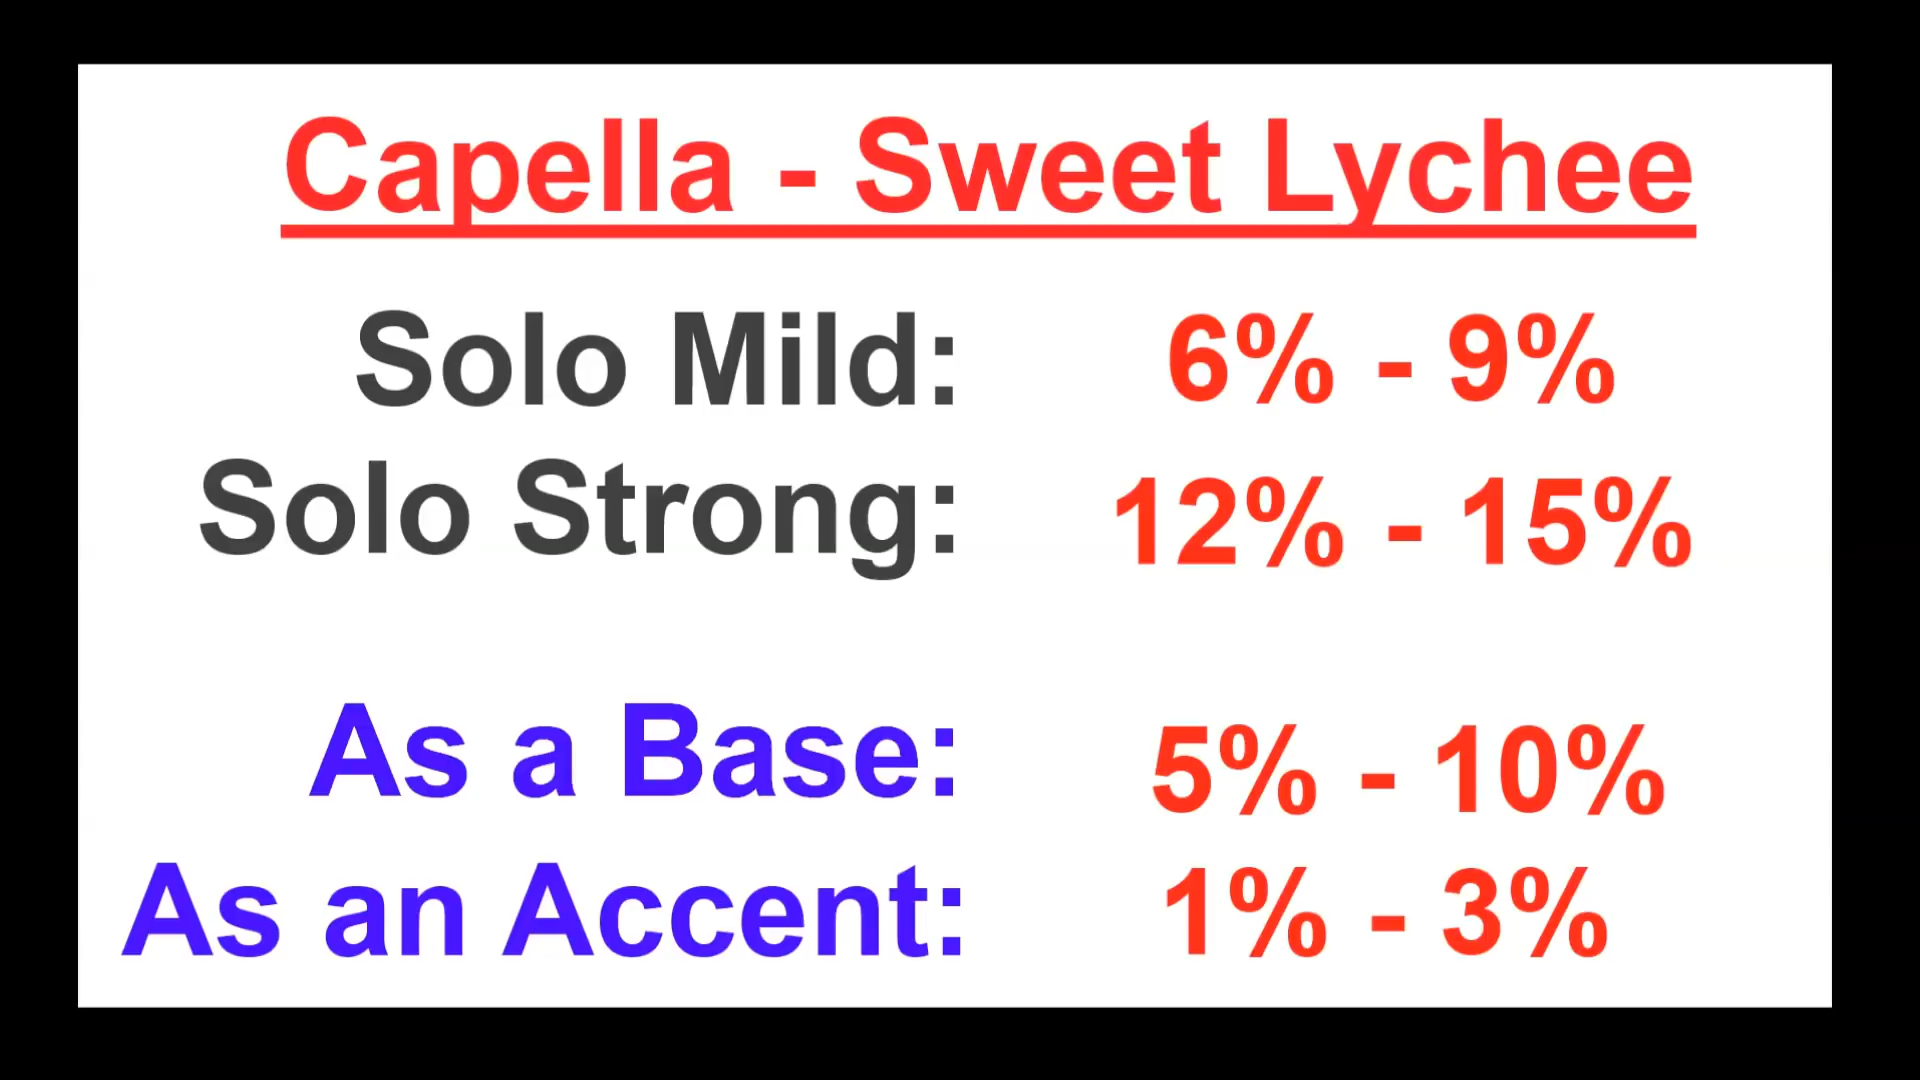 Capella - Sweet Lychee
Solo Mild: 6% - 9%
Solo Strong: 12% - 15%
As a Base: 5% - 10%
As an Accent: 1% - 3%